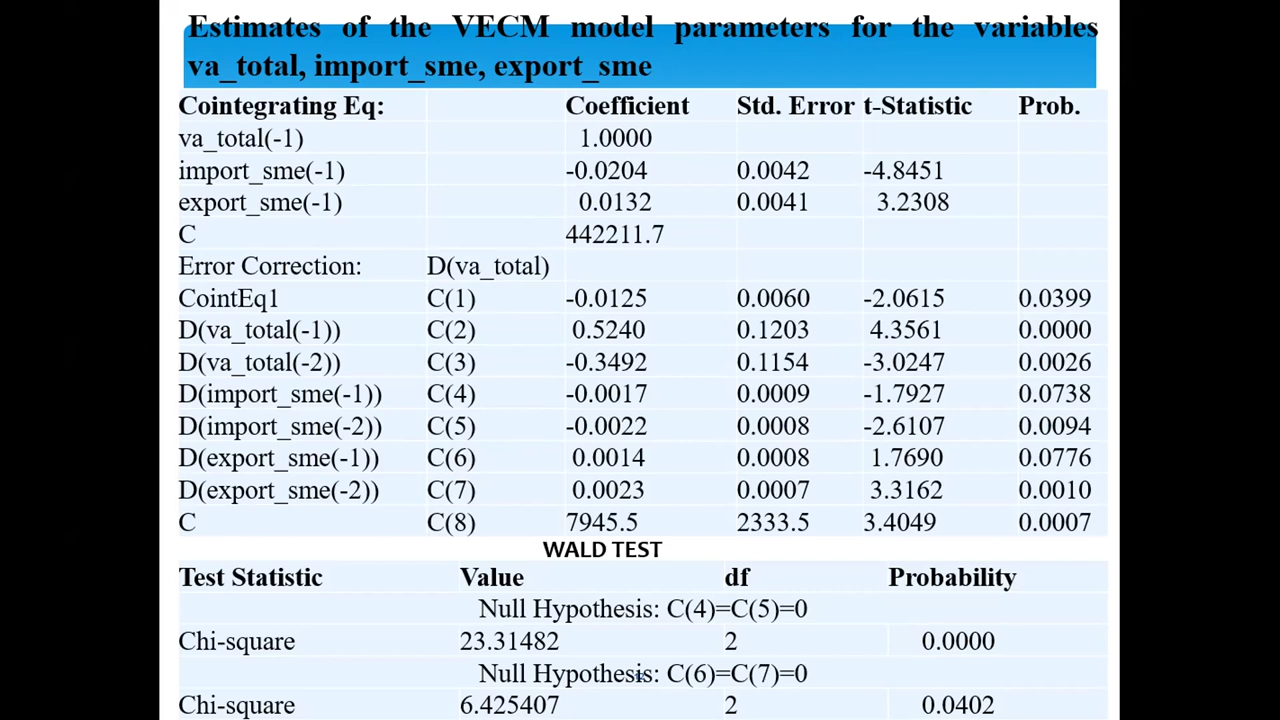 Estimates of the VECM model parameters for the variables
va_total, import_sme, export_sme
Cointegrating Eq: Coefficient Std. Error t-Statistic Prob.
va_total(-1) 1.0000
import_sme(-1) -0.0204 0.0042 -4.8451
export_sme(-1) 0.0132 0.0041 3.2308
C 442211.7
Error Correction: D(va_total)
CointEq1 C(1) -0.0125 0.0060 -2.0615 0.0399
D(va_total(-1)) C(2) 0.5240 0.1203 4.3561 0.0000
D(va_total(-2)) C(3) -0.3492 0.1154 -3.0247 0.0026
D(import_sme(-1)) C(4) -0.0017 0.0009 -1.7927 0.0738
D(import_sme(-2)) C(5) -0.0022 0.0008 -2.6107 0.0094
D(export_sme(-1)) C(6) 0.0014 0.0008 1.7690 0.0776
D(export_sme(-2)) C(7) 0.0023 0.0007 3.3162 0.0010
C C(8) 7945.5 2333.5 3.4049 0.0007
WALD TEST
Test Statistic Value df Probability
Null Hypothesis: C(4)=C(5)=0
Chi-square 23.31482 2 0.0000
Null Hypothesis: C(6)=C(7)=0
Chi-square 6.425407 2 0.0402